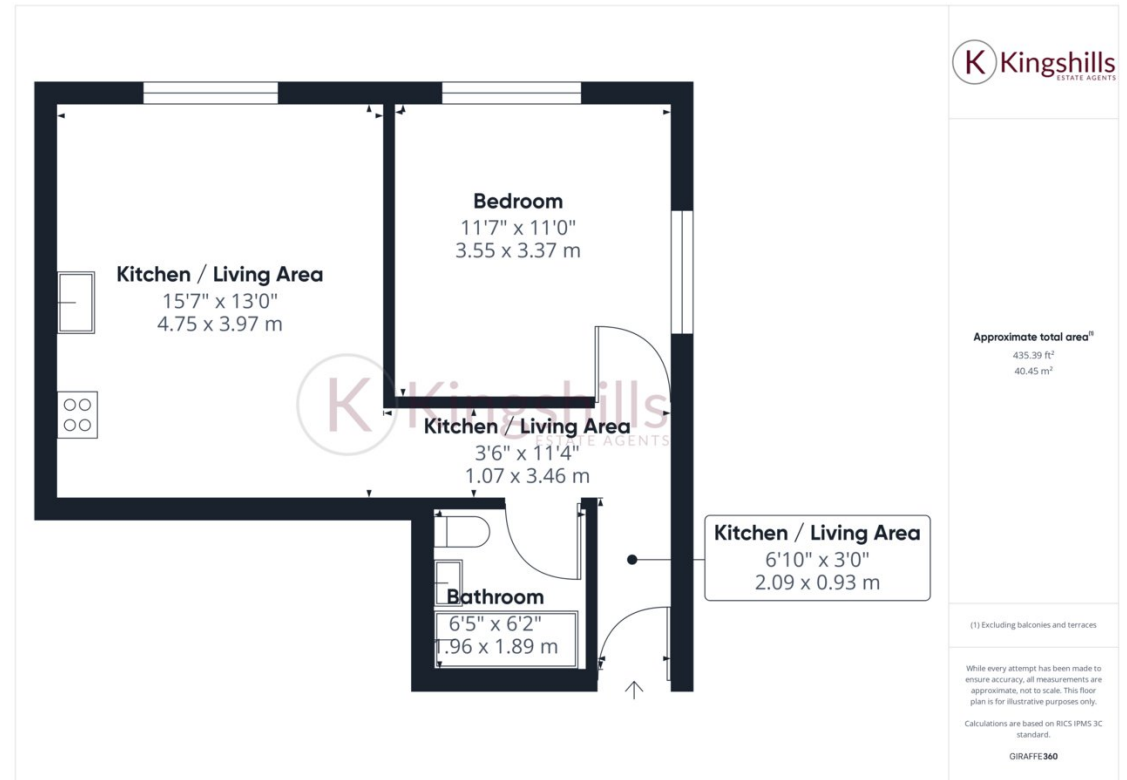 K Kingshills
ESTATE AGENTS
Bedroom
11'7" x 11'0"
3.55 x 3.37 m
Kitchen / Living Area
15'7" x 13'0"
4.75 x 3.97 m
K Kingshills
ESTATE AGENTS
Kitchen / Living Area
3'6" x 11'4"
1.07 x 3.46 m
Kitchen / Living Area
6'10" x 3'0"
2.09 x 0.93 m
Bathroom
6'5" x 6'2"
1.96 x 1.89 m
Approximate total area(1)
435.39 ft²
40.45 m²
(1) Excluding balconies and terraces
While every attempt has been made to
ensure accuracy, all measurements are
approximate, not to scale. This floor
plan is for illustrative purposes only.
Calculations are based on RICS IPMS 3C
standard.
GIRAFFE360